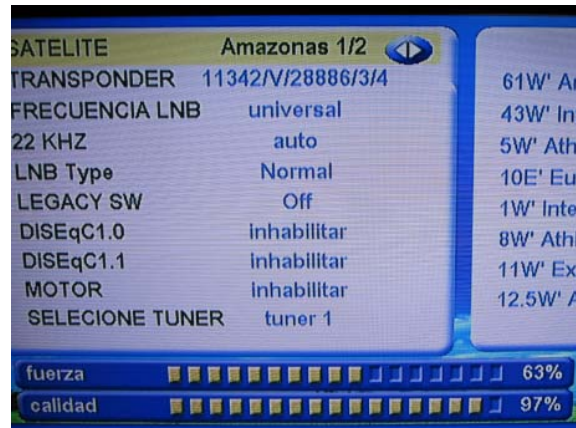 SATELITE Amazonas 1/2
TRANSPONDER 11342/V/28886/3/4
FRECUENCIA LNB universal
22 KHZ auto
LNB Type Normal
LEGACY SW Off
DISEqC1.0 inhabilitar
DISEqC1.1 inhabilitar
MOTOR inhabilitar
SELECIONE TUNER tuner 1
61W' A
43W' In
5W' Ath
10E' Eu
1W' Inte
8W' Athl
11W' Ex
12.5W' A
fuerza 63%
calidad 97%